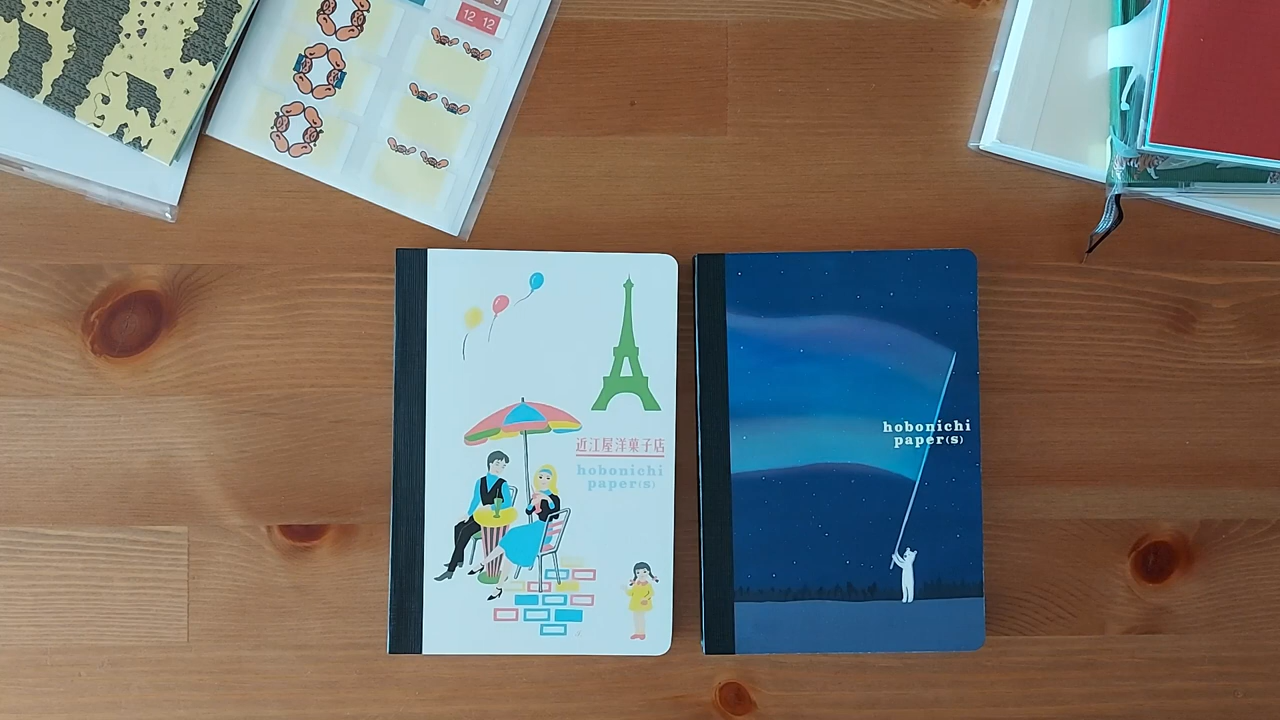 12 12
近江屋洋菓子店
hobonichi
paper(s)
hobonichi
paper(s)